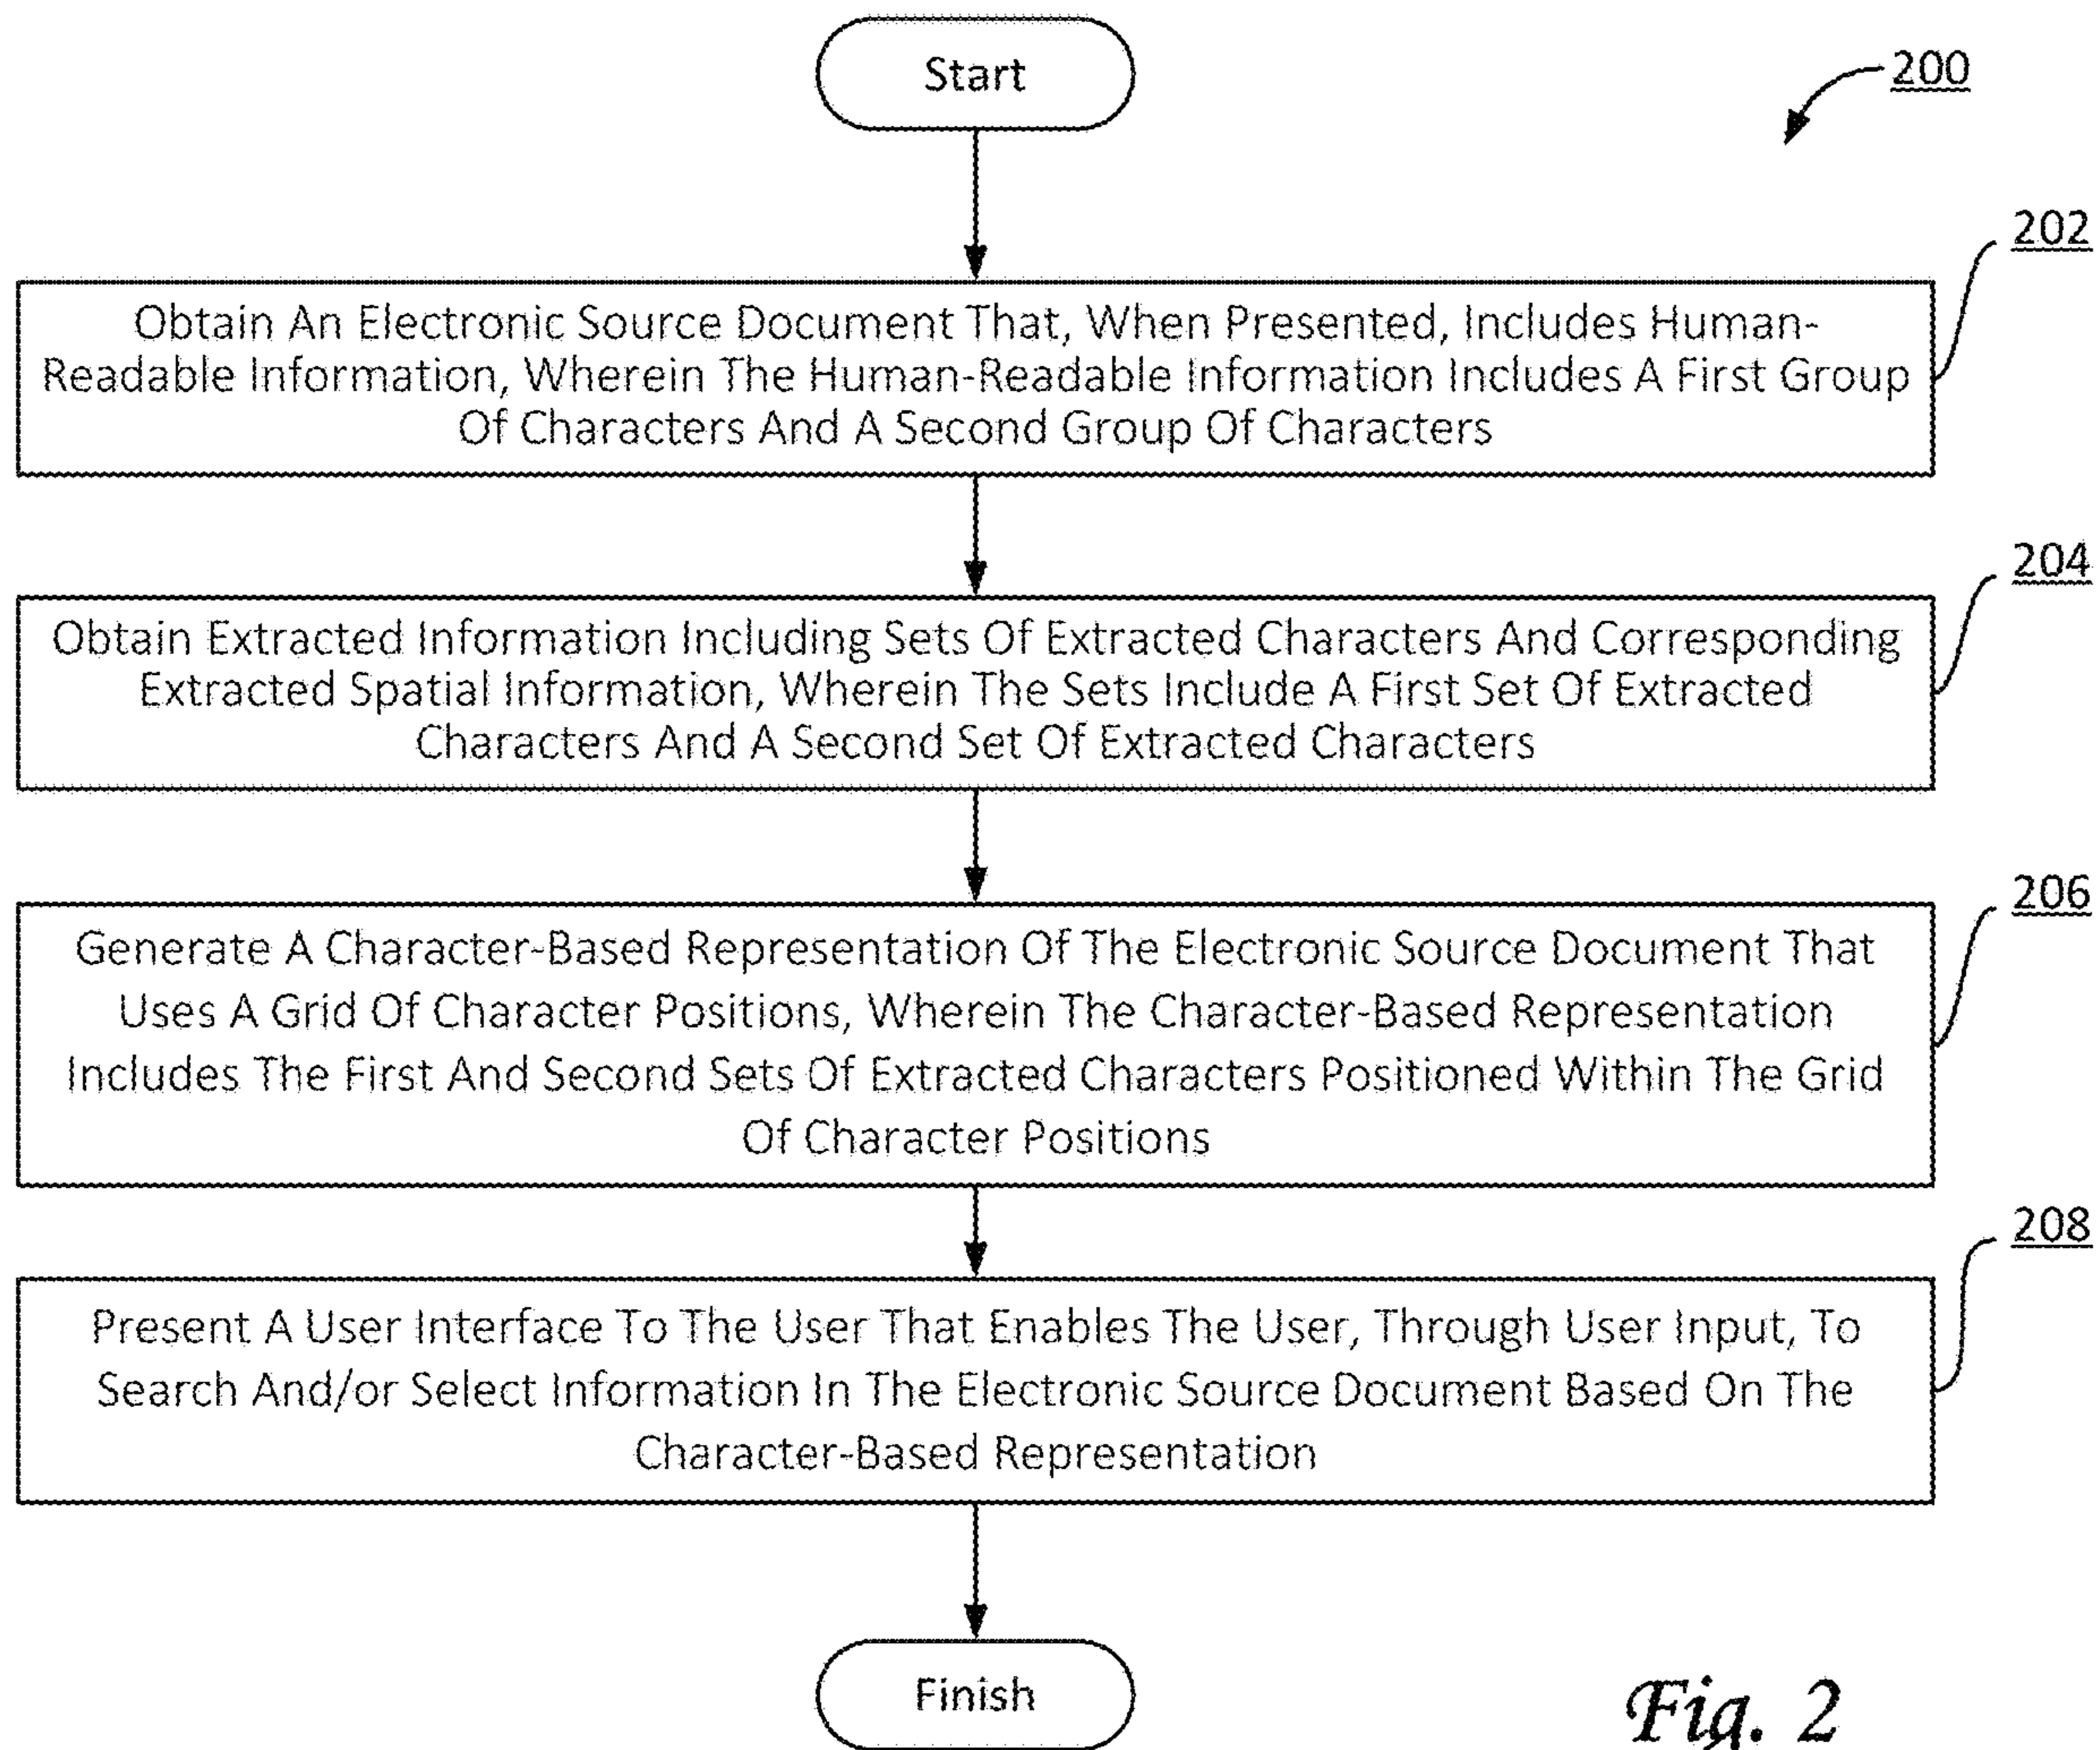 Start
200
202
Obtain An Electronic Source Document That, When Presented, Includes Human-
Readable Information, Wherein The Human-Readable Information Includes A First Group
Of Characters And A Second Group Of Characters
204
Obtain Extracted Information Including Sets Of Extracted Characters And Corresponding
Extracted Spatial Information, Wherein The Sets Include A First Set Of Extracted
Characters And A Second Set Of Extracted Characters
206
Generate A Character-Based Representation Of The Electronic Source Document That
Uses A Grid Of Character Positions, Wherein The Character-Based Representation
Includes The First And Second Sets Of Extracted Characters Positioned Within The Grid
Of Character Positions
208
Present A User Interface To The User That Enables The User, Through User Input, To
Search And/or Select Information In The Electronic Source Document Based On The
Character-Based Representation
Finish
Fig. 2